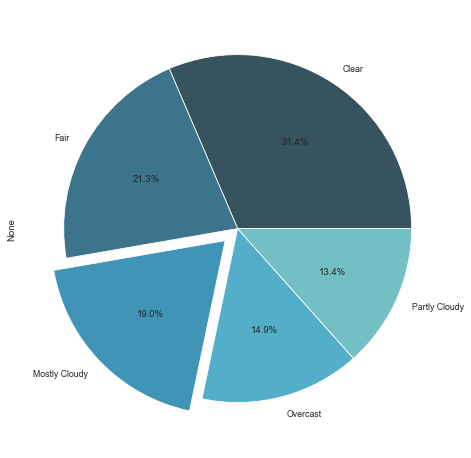 Clear
31.4%
Fair
21.3%
None
13.4%
Partly Cloudy
19.0%
14.9%
Mostly Cloudy
Overcast